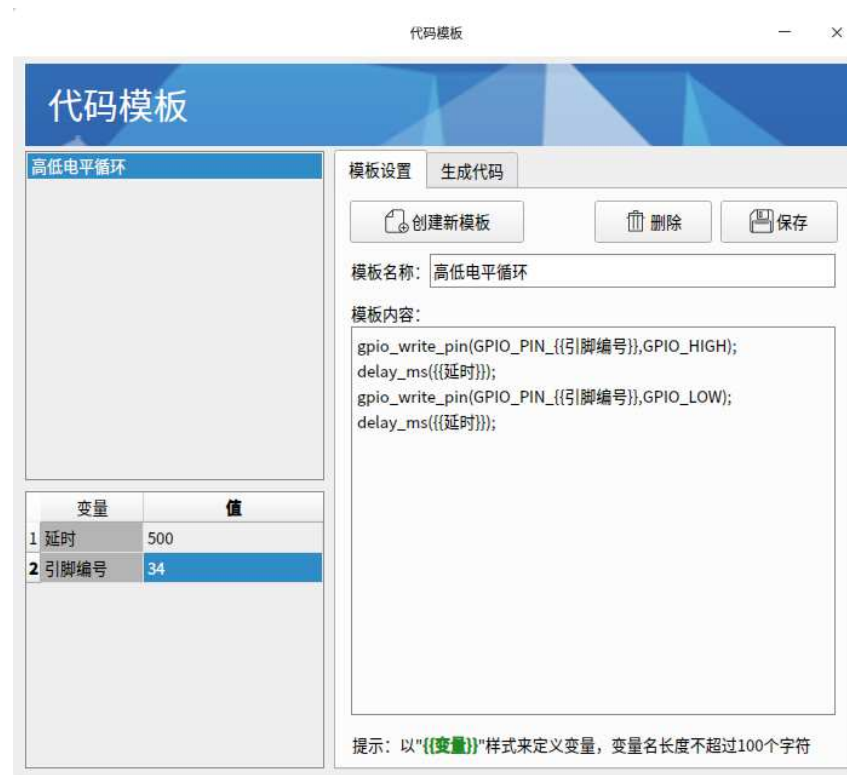 代码模板
代码模板
高低电平循环
模板设置 生成代码
创建新模板 删除 保存
模板名称： 高低电平循环
模板内容：
gpio_write_pin(GPIO_PIN_{{引脚编号}},GPIO_HIGH);
delay_ms({{延时}});
gpio_write_pin(GPIO_PIN_{{引脚编号}},GPIO_LOW);
delay_ms({{延时}});
变量 值
1 延时 500
2 引脚编号 34
提示：以"{{变量}}"样式来定义变量，变量名长度不超过100个字符